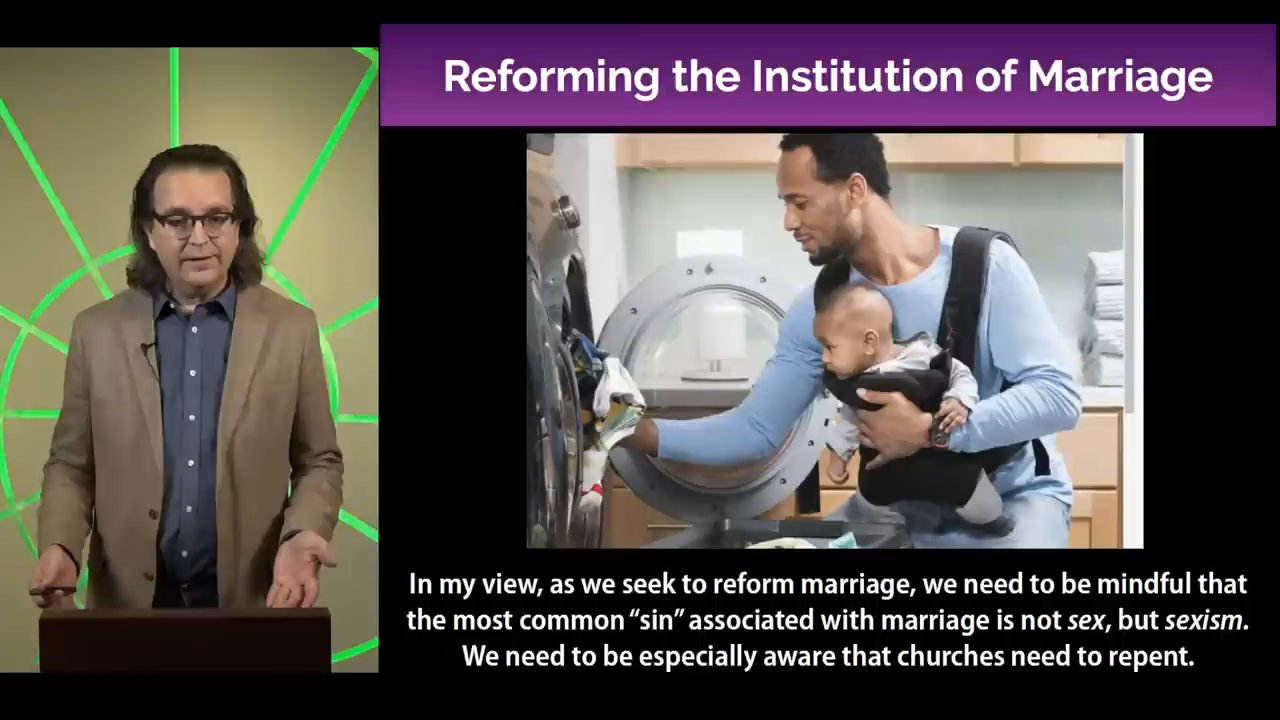 Reforming the Institution of Marriage
In my view, as we seek to reform marriage, we need to be mindful that
the most common “sin” associated with marriage is not sex, but sexism.
We need to be especially aware that churches need to repent.